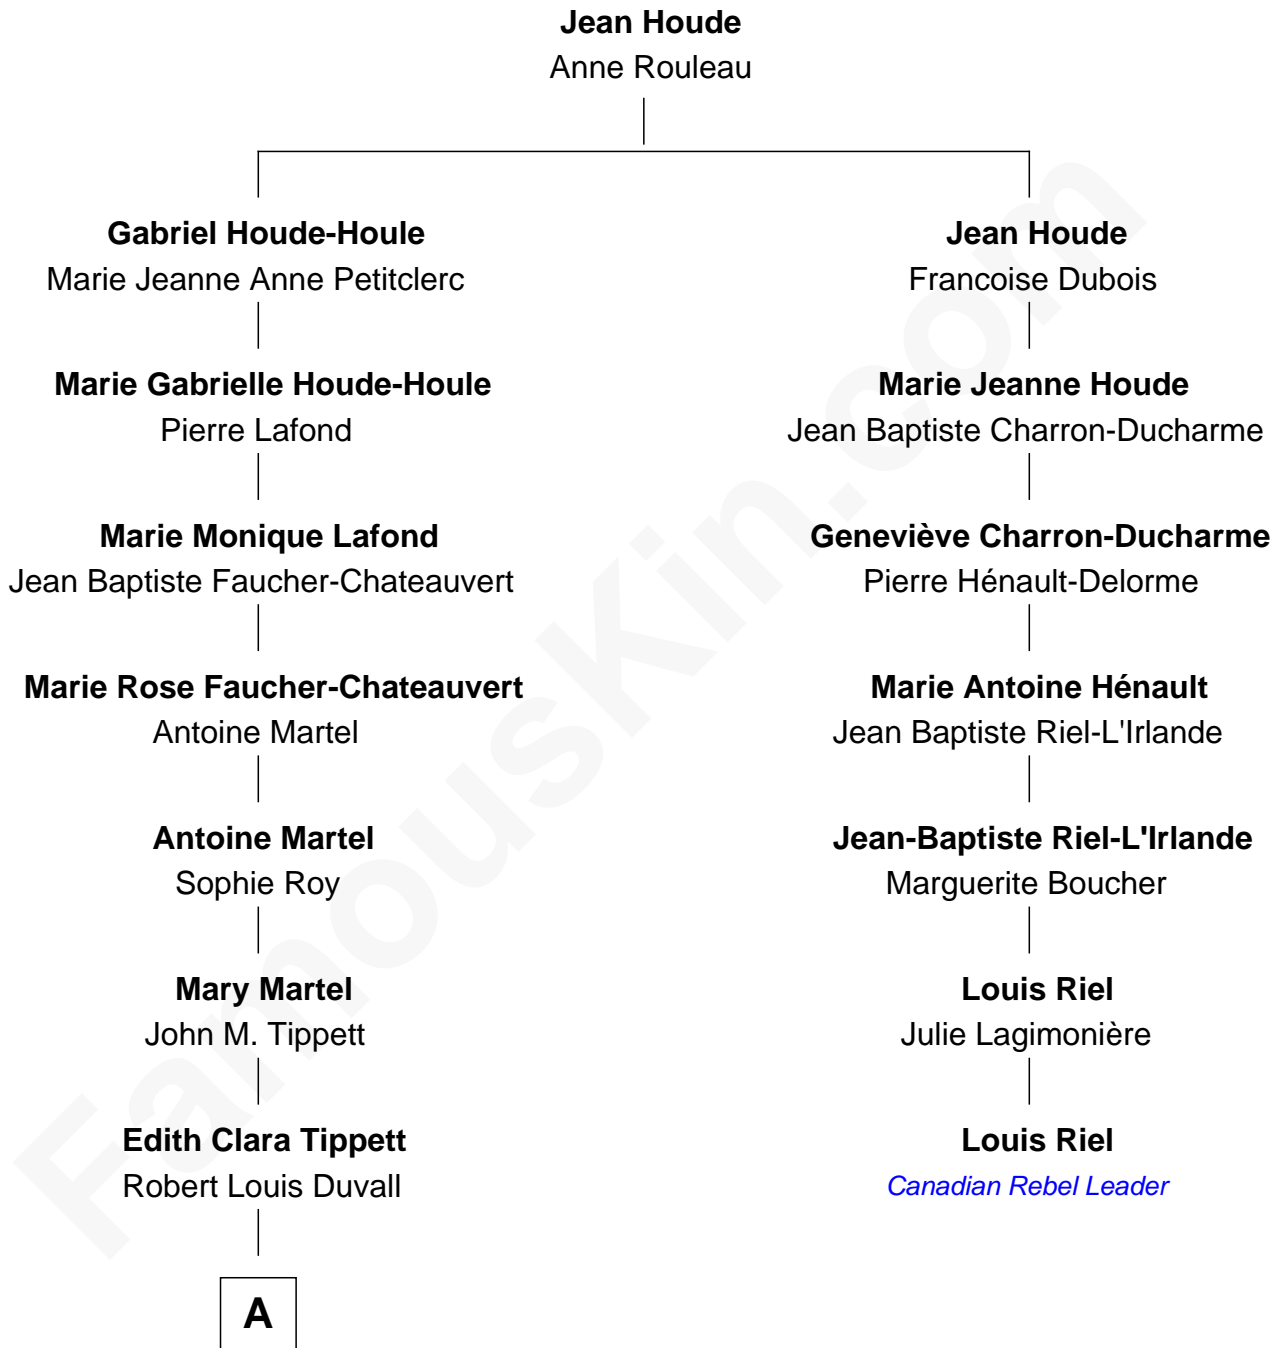 Jean Houde
Anne Rouleau
Gabriel Houde-Houle
Marie Jeanne Anne Petitclerc
Jean Houde
Francoise Dubois
Marie Gabrielle Houde-Houle
Pierre Lafond
Marie Jeanne Houde
Jean Baptiste Charron-Ducharme
Marie Monique Lafond
Jean Baptiste Faucher-Chateauvert
Geneviève Charron-Ducharme
Pierre Hénault-Delorme
Marie Rose Faucher-Chateauvert
Antoine Martel
Marie Antoine Hénault
Jean Baptiste Riel-L'Irlande
Antoine Martel
Sophie Roy
Jean-Baptiste Riel-L'Irlande
Marguerite Boucher
Mary Martel
John M. Tippett
Louis Riel
Julie Lagimonière
Edith Clara Tippett
Robert Louis Duvall
Louis Riel
Canadian Rebel Leader
A
FamousKin.com